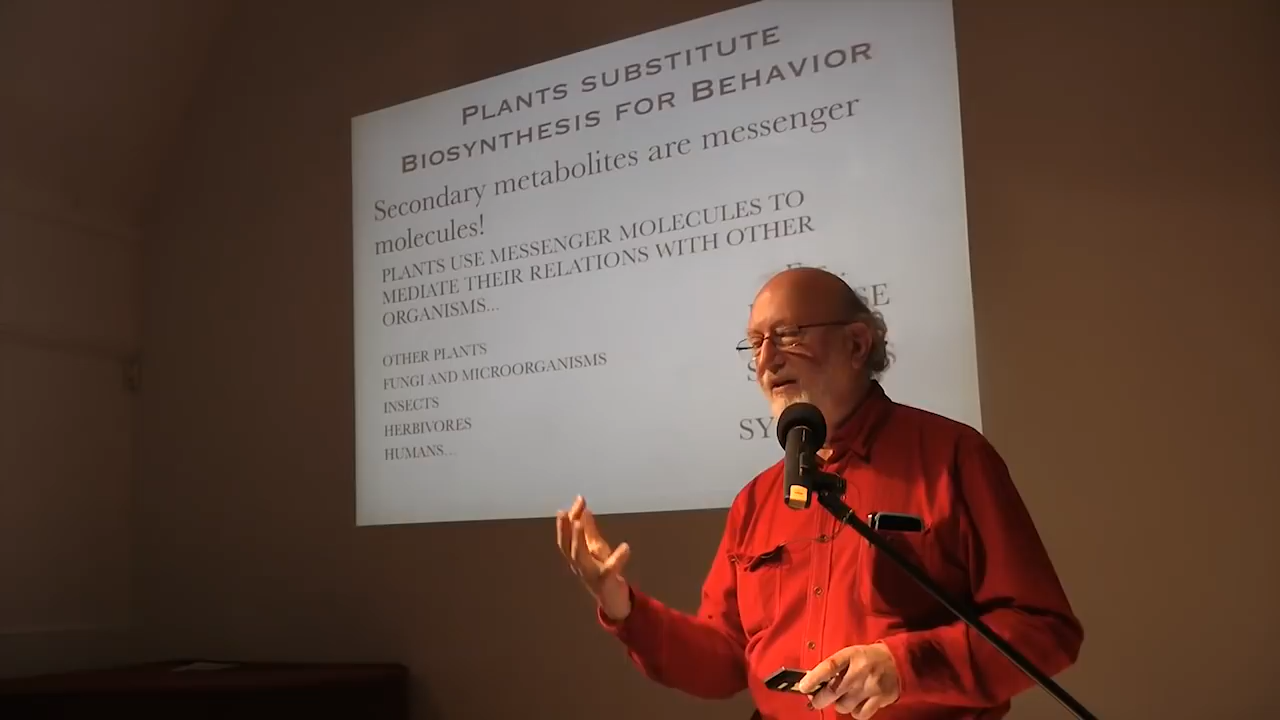 PLANTS SUBSTITUTE
BIOSYNTHESIS FOR BEHAVIOR
Secondary metabolites are messenger
molecules!
PLANTS USE MESSENGER MOLECULES TO
MEDIATE THEIR RELATIONS WITH OTHER
ORGANISMS...
OTHER PLANTS
FUNGI AND MICROORGANISMS
INSECTS
HERBIVORES
HUMANS...